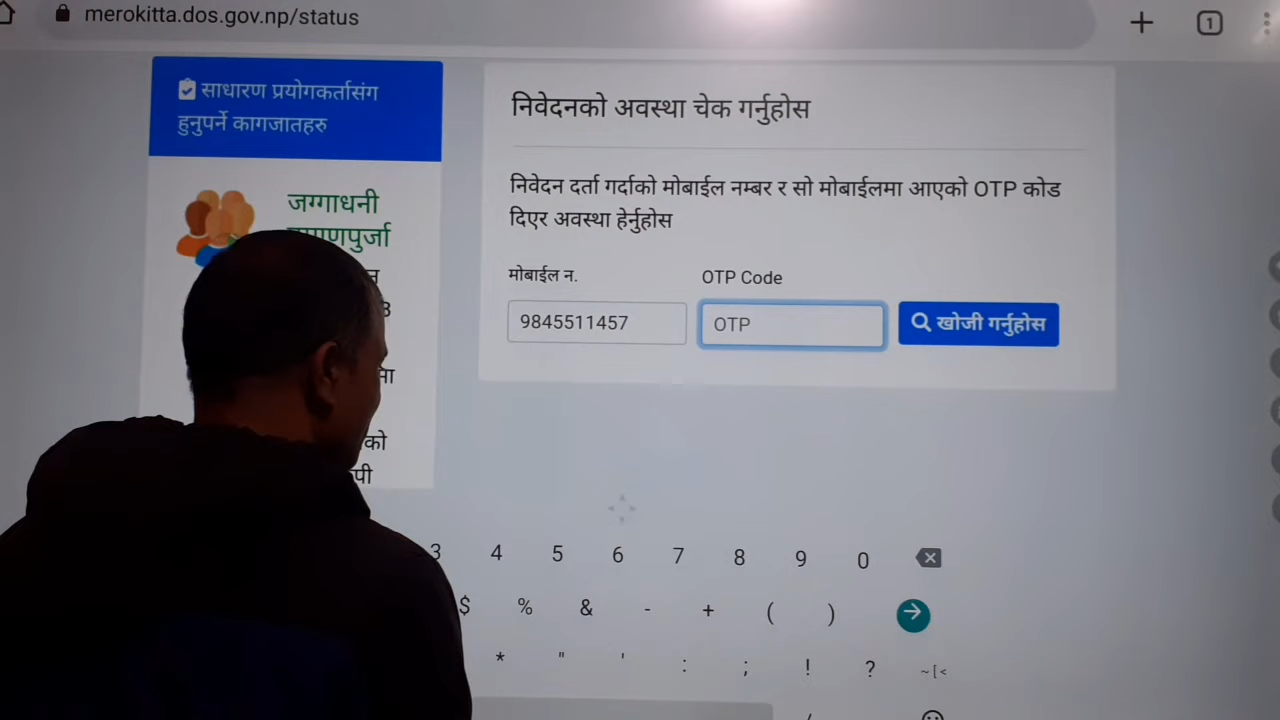 merokitta.dos.gov.np/status
1
साधारण प्रयोगकर्तासंग
हुनुपर्ने कागजातहरु
जग्गाधनी
निवेदनको अवस्था चेक गर्नुहोस
निवेदन दर्ता गर्दाको मोबाईल नम्बर र सो मोबाईलमा आएको OTP कोड
दिएर अवस्था हेर्नुहोस
मोबाईल न.
OTP Code
9845511457
OTP
खोजी गर्नुहोस
को
3 4 5 6 7 8 9 0
$ % & - + ( )
* " ' : ; ! ? ~[<
/